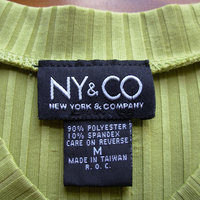 NY&CO
NEW YORK & COMPANY
90% POLYESTER
10% SPANDEX
CARE ON REVERSE
M
MADE IN TAIWAN
R.O.C.